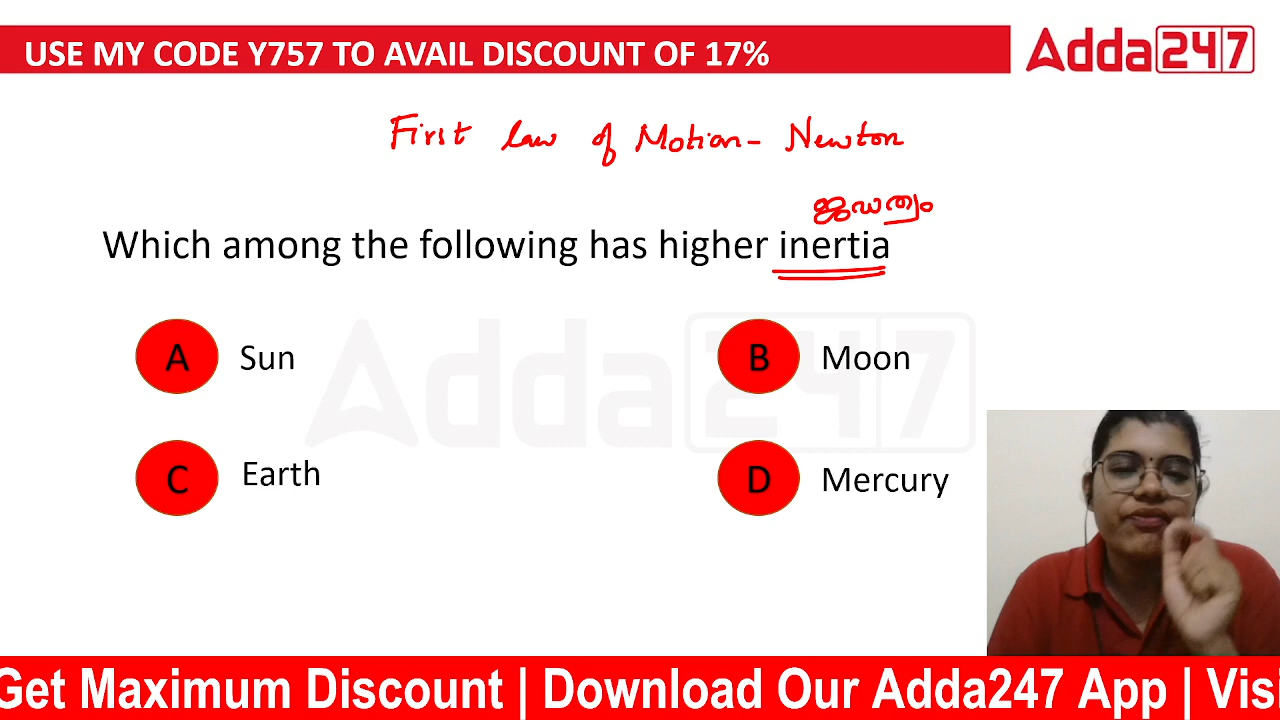 USE MY CODE Y757 TO AVAIL DISCOUNT OF 17%
Adda247
First law of Motion- Newton
ജഡത്വം
Which among the following has higher inertia
A Sun
B Moon
C Earth
D Mercury
Adda247
Get Maximum Discount | Download Our Adda247 App | Visi